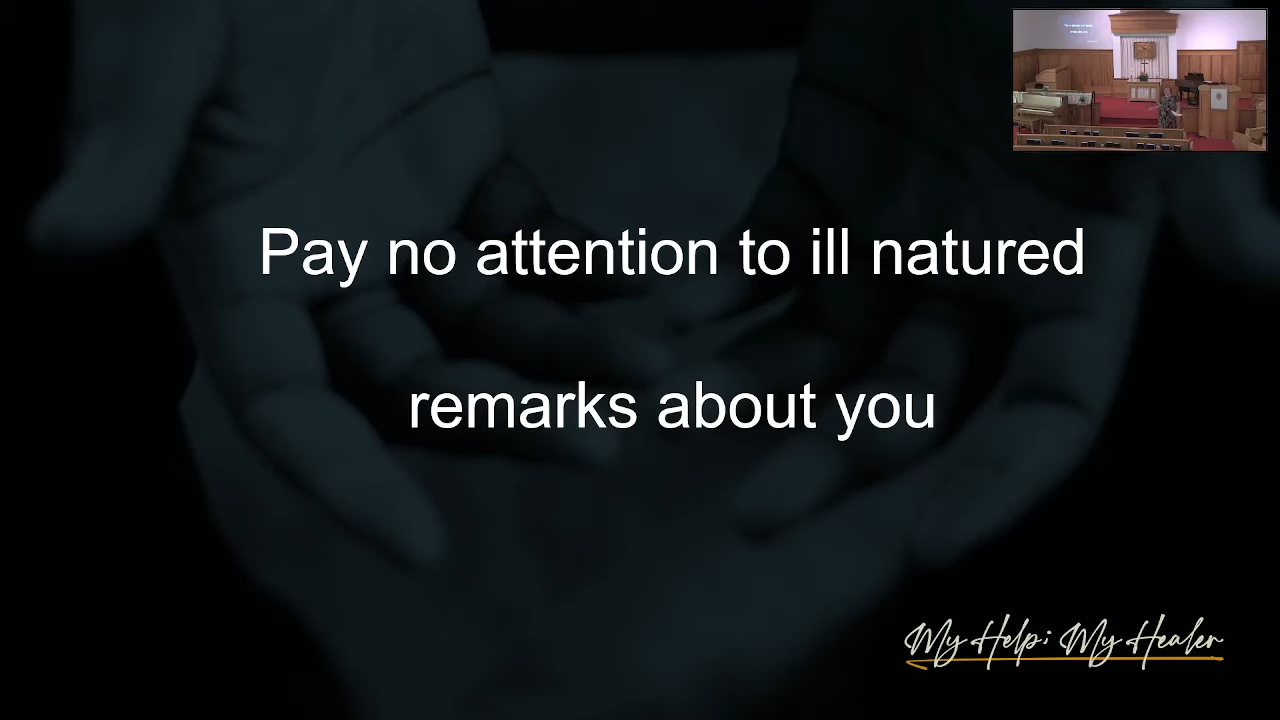 Pay no attention to ill natured
remarks about you
My Help; My Healer